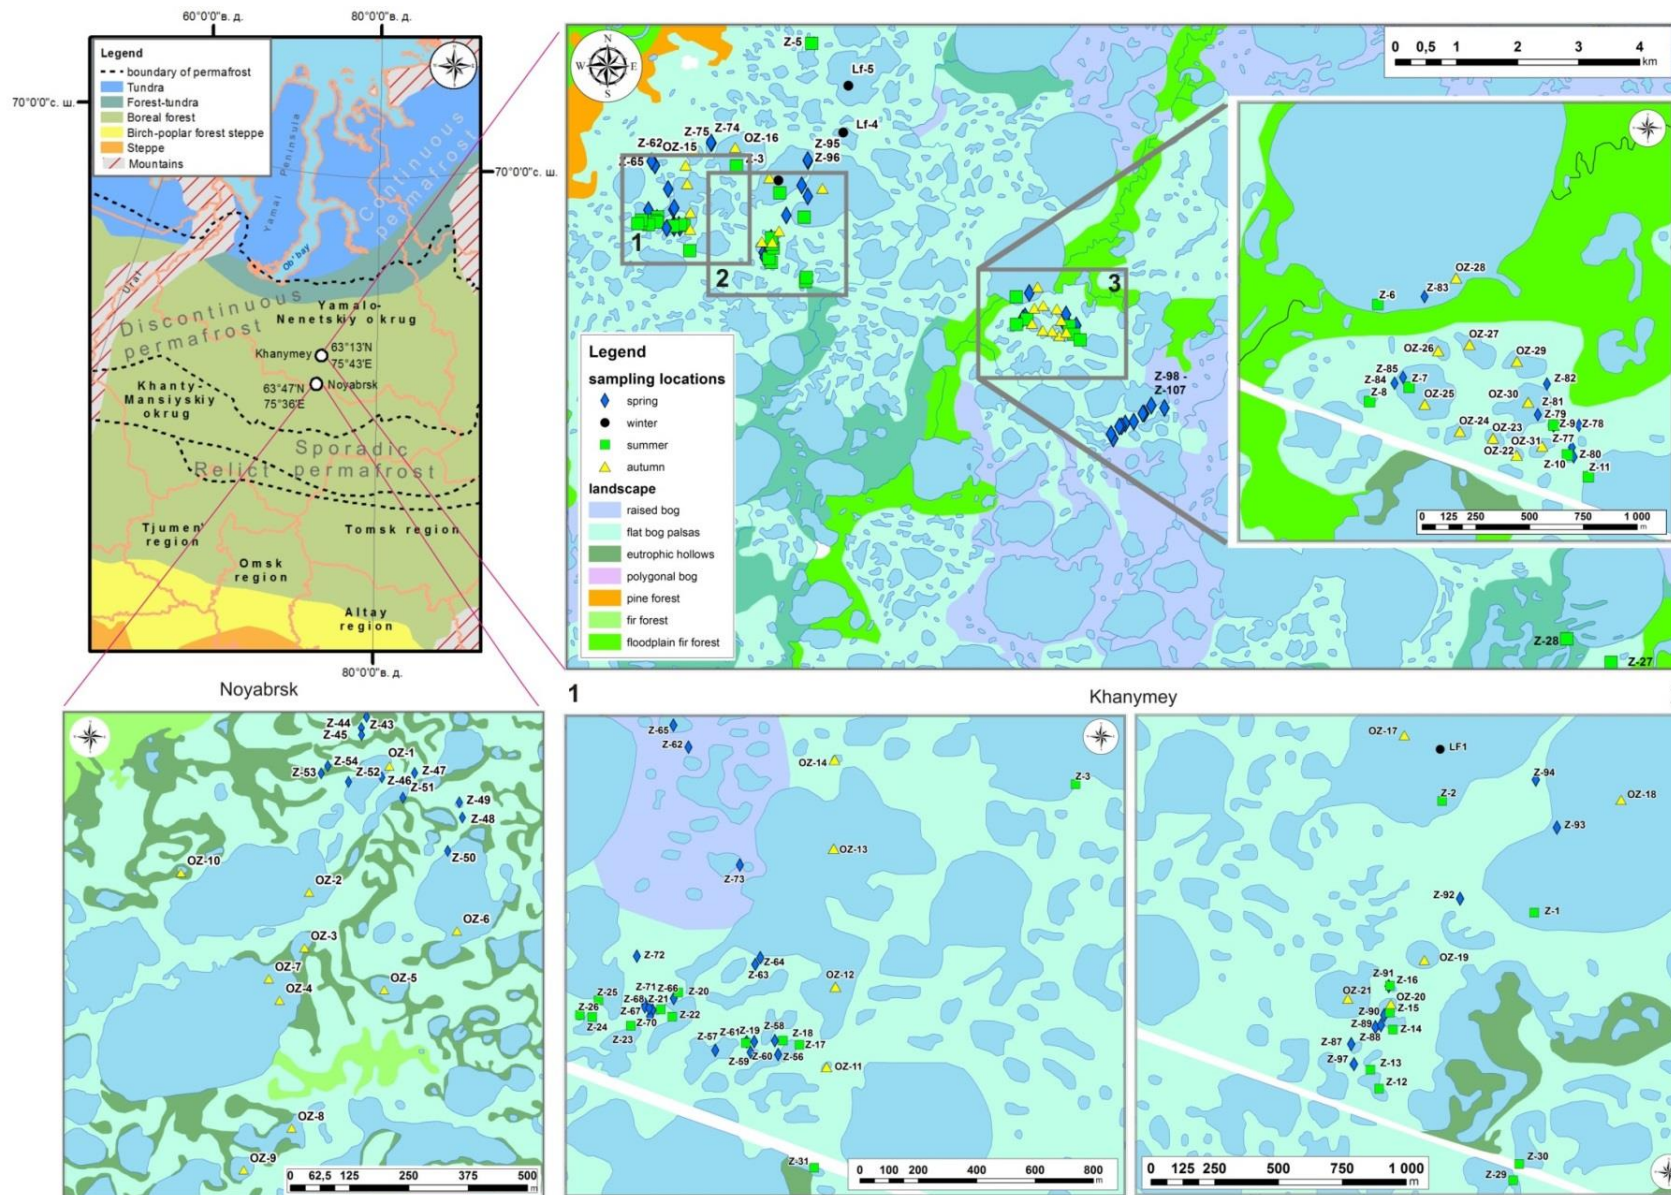 60°0'0"в. д.
80°0'0"в. д.
70°0'0"с. ш.
70°0'0"с. ш.
80°0'0"в. д.
Legend
boundary of permafrost
Tundra
Forest-tundra
Boreal forest
Birch-poplar forest steppe
Steppe
Mountains
Yamal Peninsula
Ob' bay
Ural
Continuous
permafrost
Discontinuous
permafrost
Yamalo-
Nenetskiy okrug
Khanymey
63°13'N
75°43'E
63°47'N
75°36'E
Noyabrsk
Khanty-
Mansiyskiy
okrug
Sporadic
Relict permafrost
Tjumen'
region
Tomsk region
Omsk
region
Altay
region
N
W
E
S
0 0,5 1 2 3 4
km
Z-5
Lf-5
Lf-4
Z-74
Z-75
OZ-16
Z-62
OZ-15
Z-65
Z-3
Z-95
Z-96
1
2
3
Z-98 -
Z-107
Z-28
Z-27
Legend
sampling locations
spring
winter
summer
autumn
landscape
raised bog
flat bog palsas
eutrophic hollows
polygonal bog
pine forest
fir forest
floodplain fir forest
OZ-28
Z-83
Z-6
OZ-27
OZ-26
OZ-29
Z-85
Z-84
Z-7
Z-8
Z-82
OZ-25
OZ-30
Z-81
Z-79
Z-9
Z-78
OZ-24
OZ-23
OZ-31
Z-77
OZ-22
Z-80
Z-10
Z-11
0 125 250 500 750 1 000
m
Noyabrsk
1
Khanymey
Z-44
Z-43
Z-45
Z-54
OZ-1
Z-53
Z-52
Z-47
Z-46
Z-51
Z-49
Z-48
Z-50
OZ-10
OZ-2
OZ-6
OZ-3
OZ-7
OZ-5
OZ-4
OZ-8
OZ-9
0 62,5 125 250 375 500
m
Z-65
Z-62
OZ-14
Z-3
OZ-13
Z-73
Z-72
Z-64
Z-63
OZ-12
Z-71
Z-66
Z-20
Z-25
Z-68
Z-21
Z-26
Z-67
Z-22
Z-24
Z-70
Z-23
Z-57
Z-61
Z-19
Z-58
Z-18
Z-17
Z-59
Z-60
Z-56
OZ-11
Z-31
0 100 200 400 600 800
m
OZ-17
LF1
Z-94
Z-2
OZ-18
Z-93
Z-92
Z-1
OZ-19
Z-91
Z-16
OZ-21
OZ-20
Z-90
Z-15
Z-89
Z-14
Z-88
Z-87
Z-97
Z-13
Z-12
Z-30
Z-29
0 125 250 500 750 1 000
m